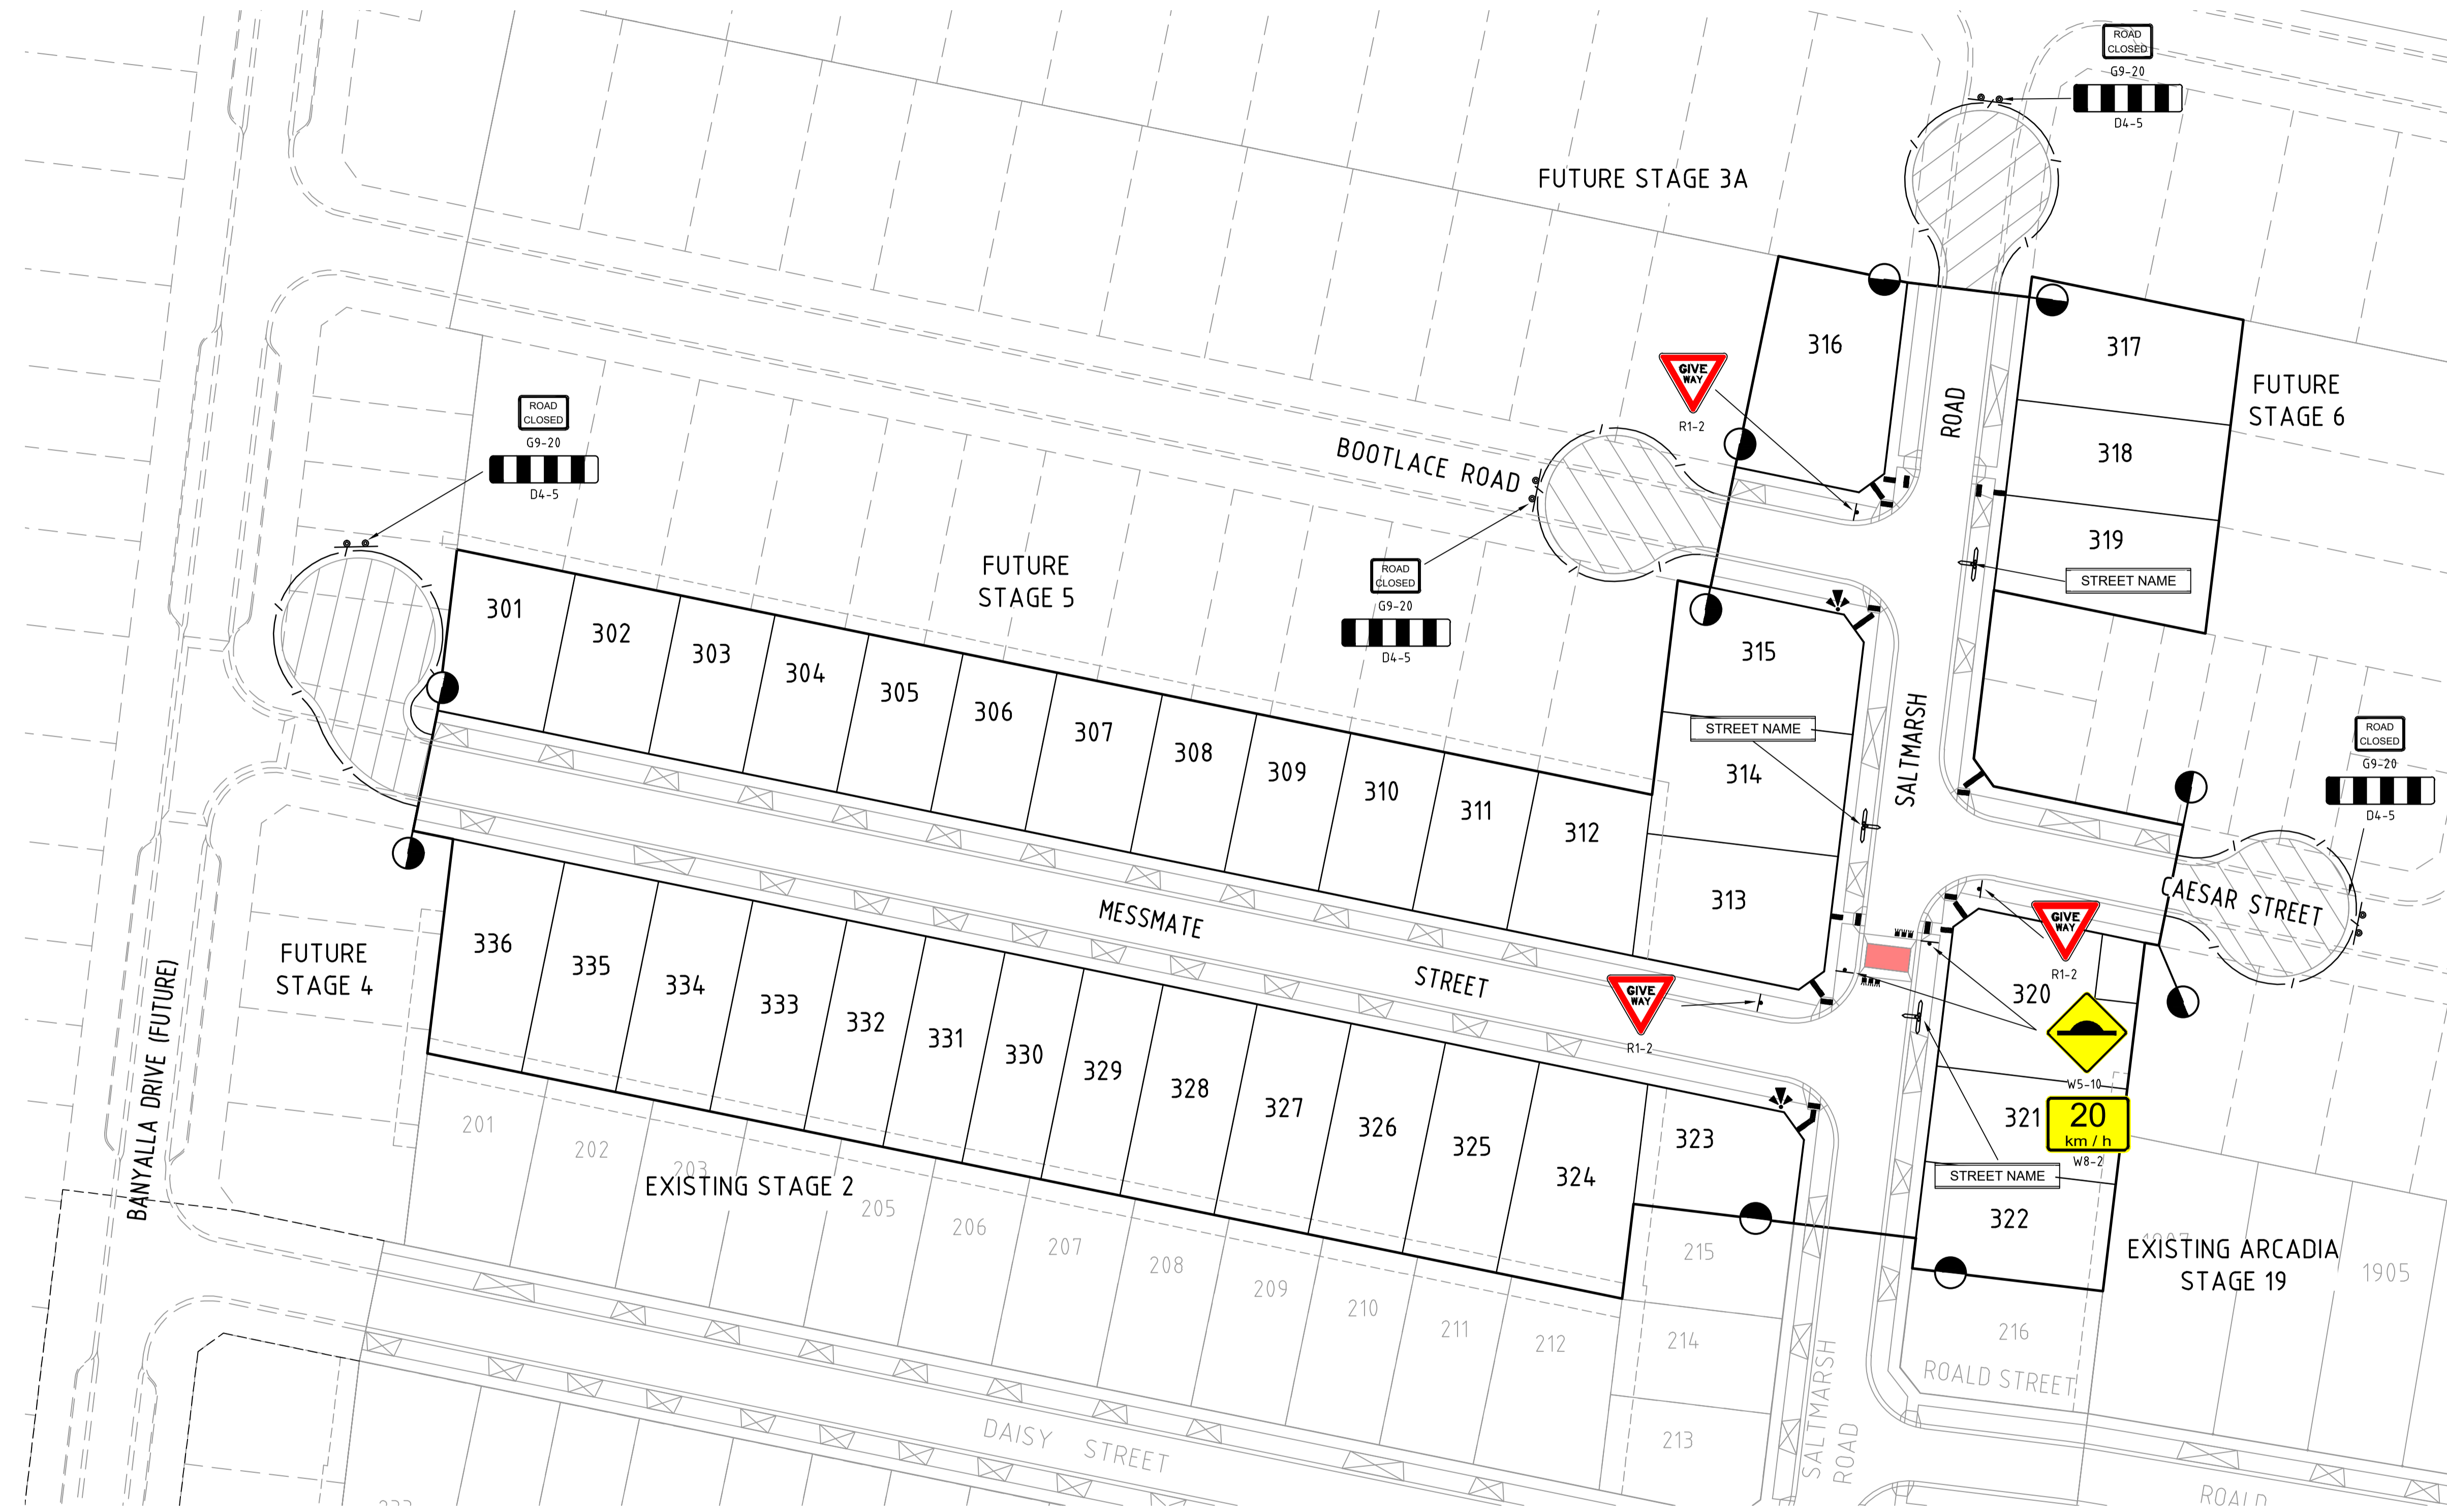 ROAD
CLOSED
G9-20
D4-5
FUTURE STAGE 3A
316
317
GIVE
WAY
R1-2
ROAD
FUTURE
STAGE 6
ROAD
CLOSED
G9-20
D4-5
BOOTLACE ROAD
318
319
STREET NAME
FUTURE
STAGE 5
ROAD
CLOSED
G9-20
D4-5
301
302
303
304
305
306
307
308
309
310
311
312
315
STREET NAME
314
313
SALTMARSH
ROAD
CLOSED
G9-20
D4-5
CAESAR STREET
GIVE
WAY
R1-2
MESSMATE
STREET
GIVE
WAY
R1-2
FUTURE
STAGE 4
BANYALLA DRIVE (FUTURE)
336
335
334
333
332
331
330
329
328
327
326
325
324
323
320
W5-10
321
20
km / h
W8-2
STREET NAME
322
201
202
203
EXISTING STAGE 2
205
206
207
208
209
210
211
212
215
214
213
EXISTING ARCADIA
STAGE 19
1907
1905
216
ROALD STREET
SALTMARSH
ROAD
DAISY STREET
ROALD